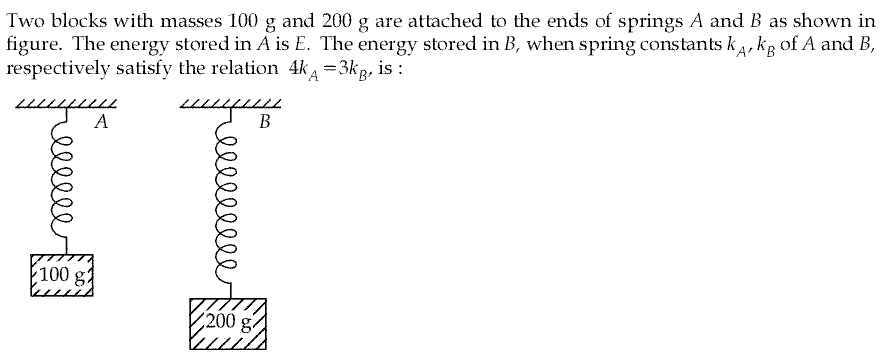 Two blocks with masses 100 g and 200 g are attached to the ends of springs A and B as shown in
figure. The energy stored in A is E. The energy stored in B, when spring constants k_A, k_B of A and B,
respectively satisfy the relation 4k_A = 3k_B, is :
A
B
100 g
200 g